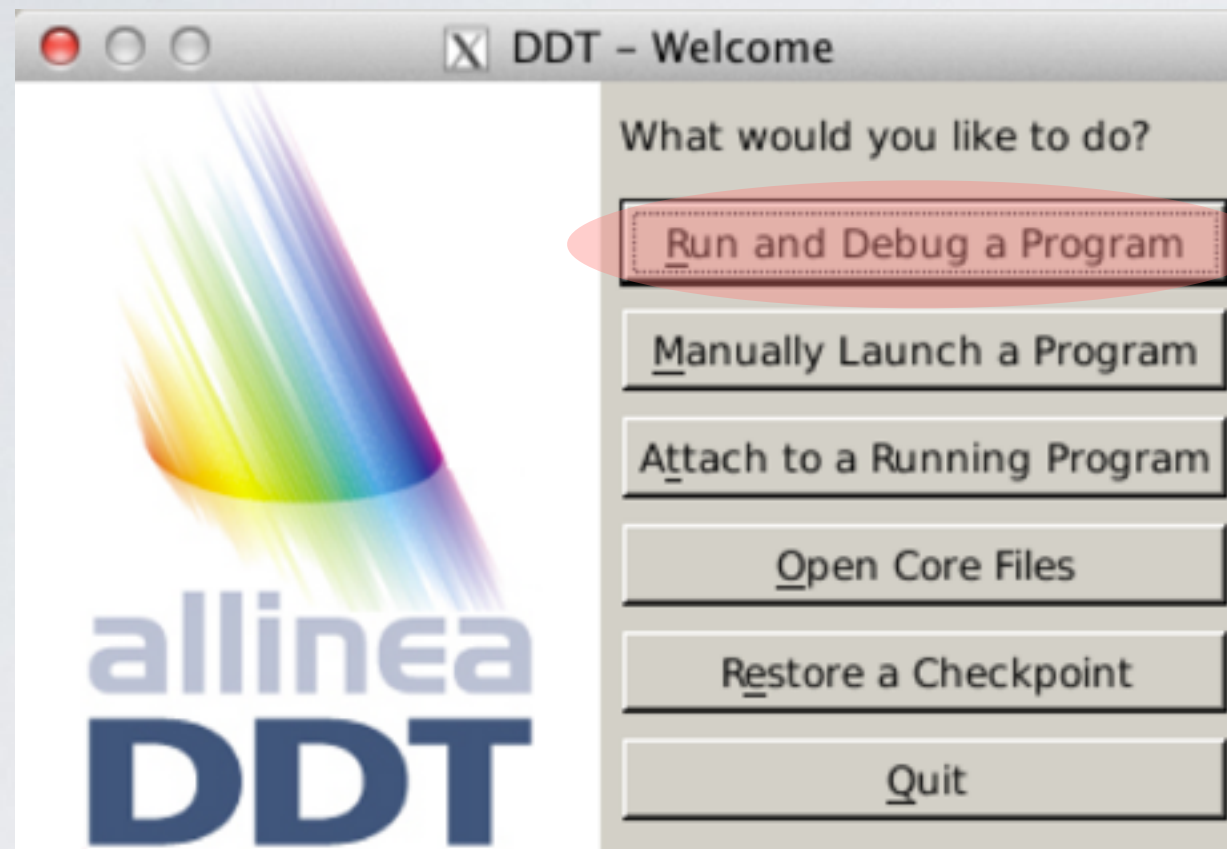 DDT – Welcome
What would you like to do?
Run and Debug a Program
Manually Launch a Program
Attach to a Running Program
Open Core Files
Restore a Checkpoint
Quit
allinea
DDT